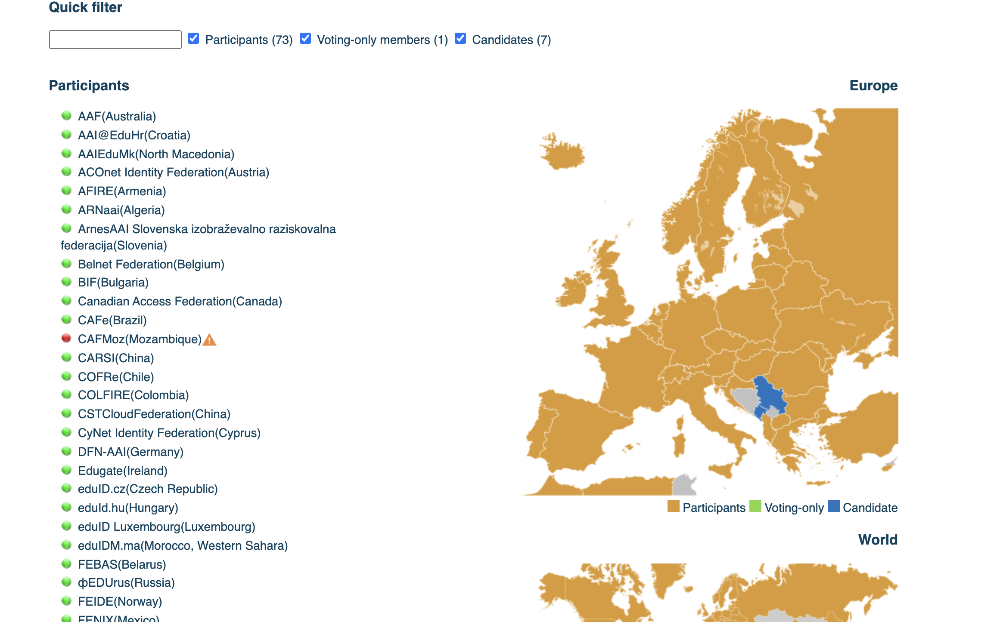 Quick filter
Participants (73) Voting-only members (1) Candidates (7)
Participants
AAF(Australia)
AAI@EduHr(Croatia)
AAIEduMk(North Macedonia)
ACOnet Identity Federation(Austria)
AFIRE(Armenia)
ARNaai(Algeria)
ArnesAAI Slovenska izobraževalno raziskovalna
federacija(Slovenia)
Belnet Federation(Belgium)
BIF(Bulgaria)
Canadian Access Federation(Canada)
CAFe(Brazil)
CAFMoz(Mozambique)
CARSI(China)
COFRe(Chile)
COLFIRE(Colombia)
CSTCloudFederation(China)
CyNet Identity Federation(Cyprus)
DFN-AAI(Germany)
Edugate(Ireland)
eduID.cz(Czech Republic)
eduId.hu(Hungary)
eduID Luxembourg(Luxembourg)
eduIDM.ma(Morocco, Western Sahara)
FEBAS(Belarus)
фEDUrus(Russia)
FEIDE(Norway)
FENIX(Mexico)
Europe
Participants Voting-only Candidate
World